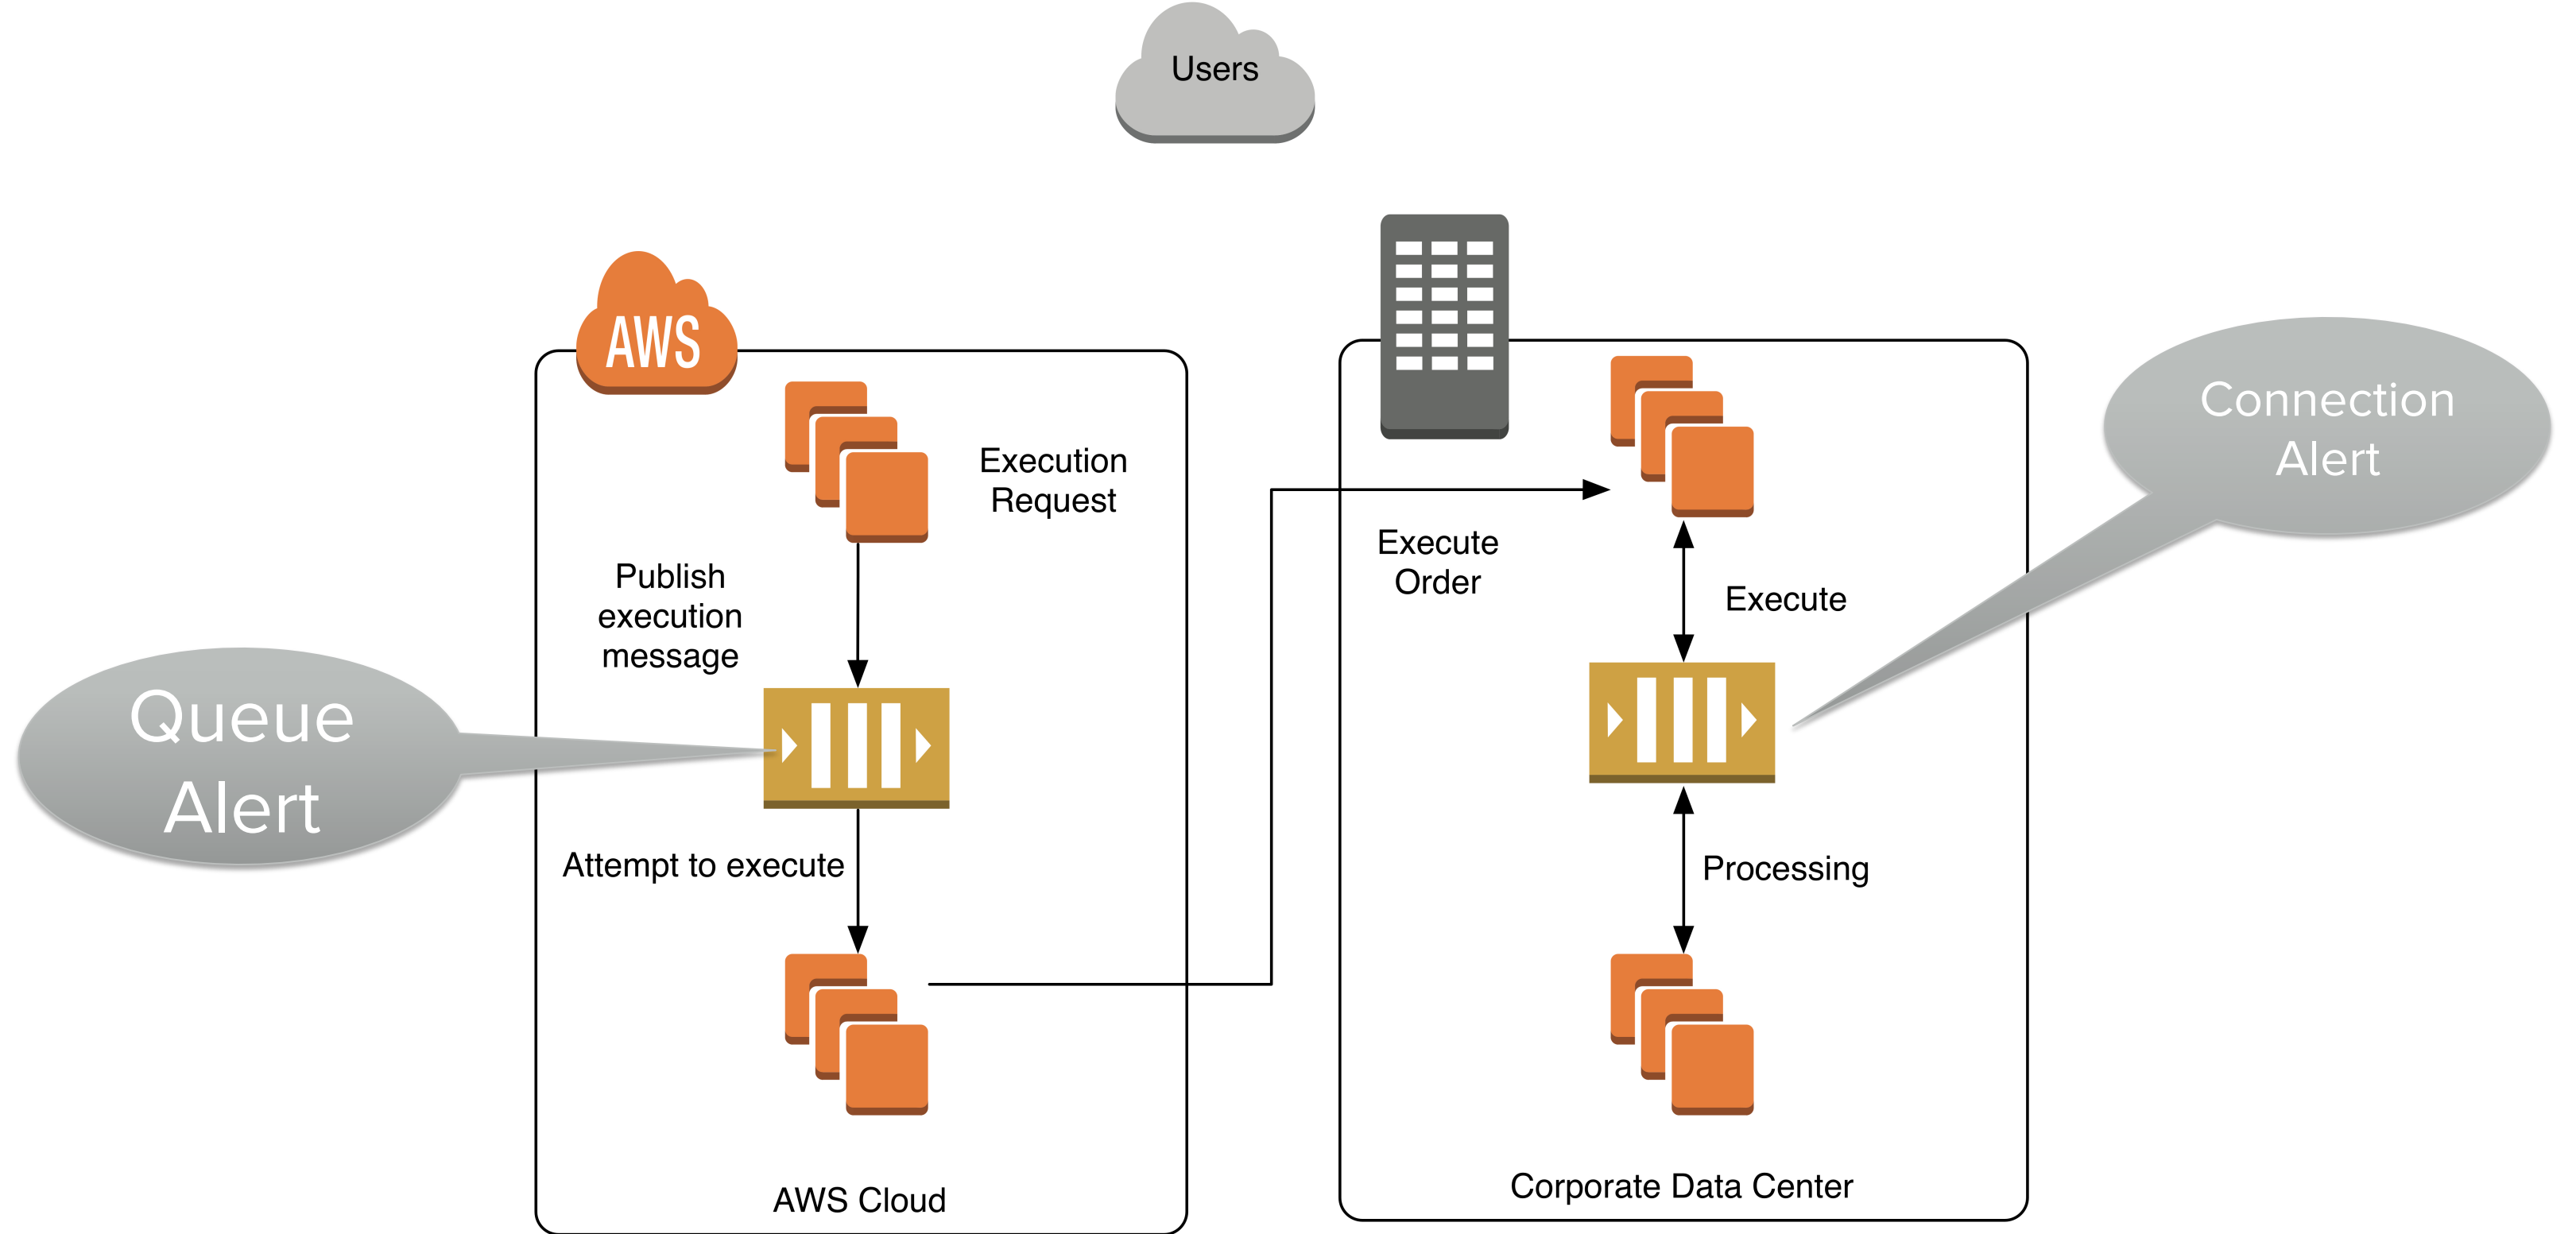 Users
AWS
Execution
Request
Publish
execution
message
Queue
Alert
Attempt to execute
AWS Cloud
Execute
Order
Execute
Processing
Corporate Data Center
Connection
Alert